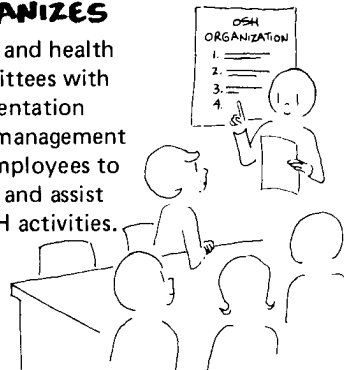 ANIZES
and health
ittees with
entation
management
mployees to
and assist
H activities.
OSH
ORGANIZATION
1.
2.
3.
4.